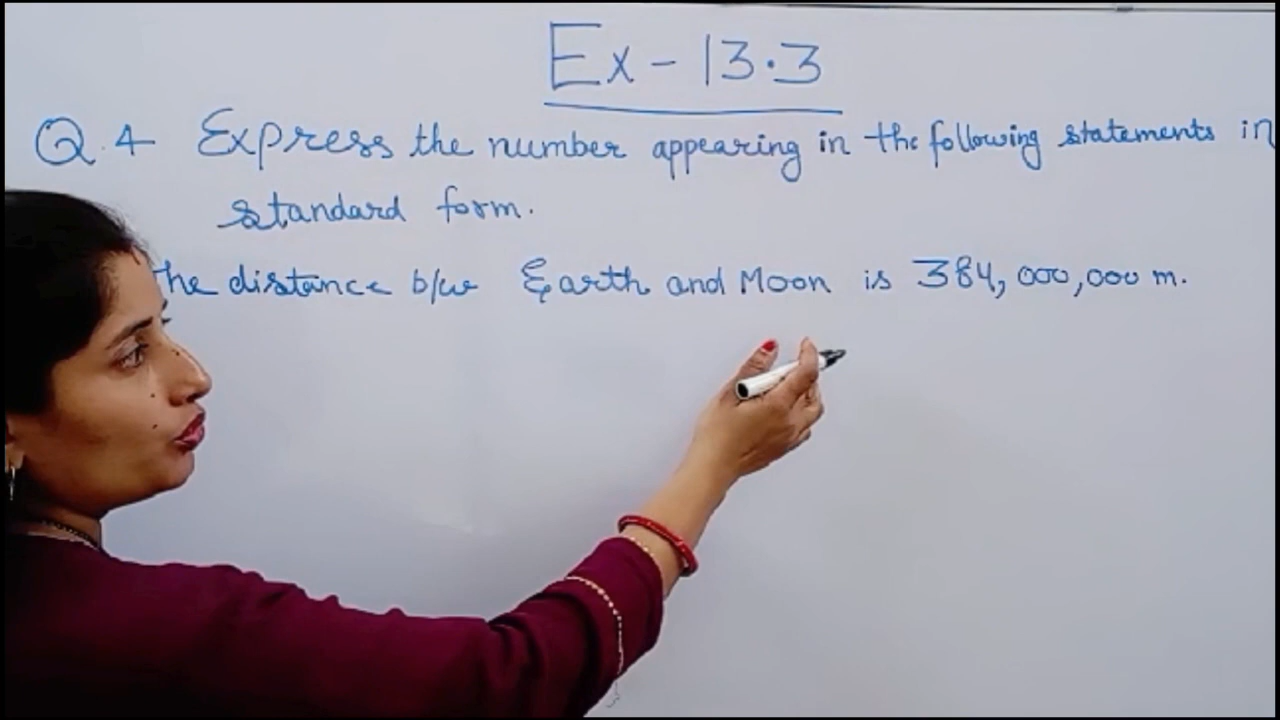 Ex - 13.3
Q.4 Express the number appearing in the following statements in
standard form.
he distance b/w Earth and Moon is 384,000,000 m.